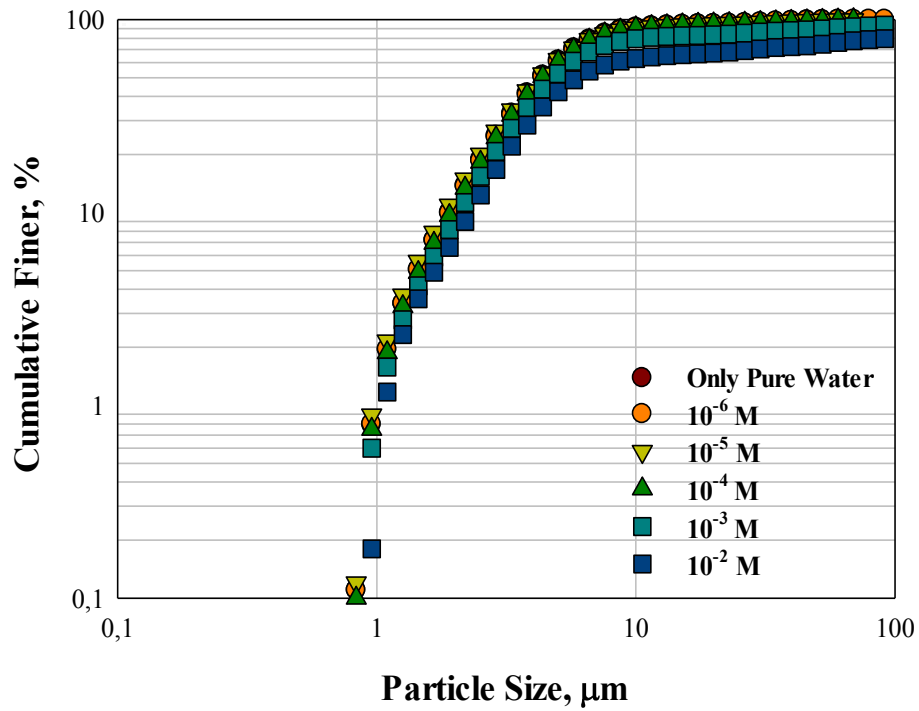 Cumulative Finer, %
100
10
1
0,1
Only Pure Water
10⁻⁶ M
10⁻⁵ M
10⁻⁴ M
10⁻³ M
10⁻² M
0,1
1
10
100
Particle Size, μm